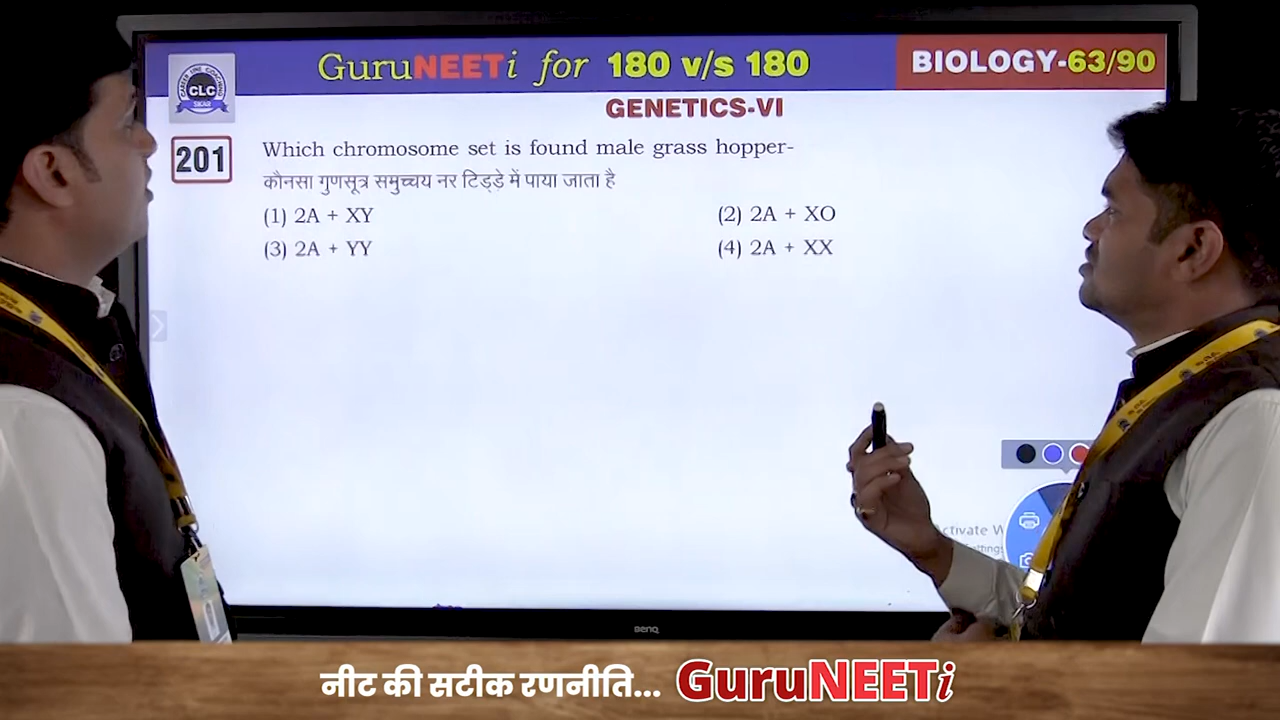 GuruNEETi for 180 v/s 180
BIOLOGY-63/90
CLC
SIKAR
GENETICS-VI
201
Which chromosome set is found male grass hopper-
कौनसा गुणसूत्र समुच्चय नर टिड्डे में पाया जाता है
(1) 2A + XY
(2) 2A + XO
(3) 2A + YY
(4) 2A + XX
BenQ
नीट की सटीक रणनीति... GuruNEETi